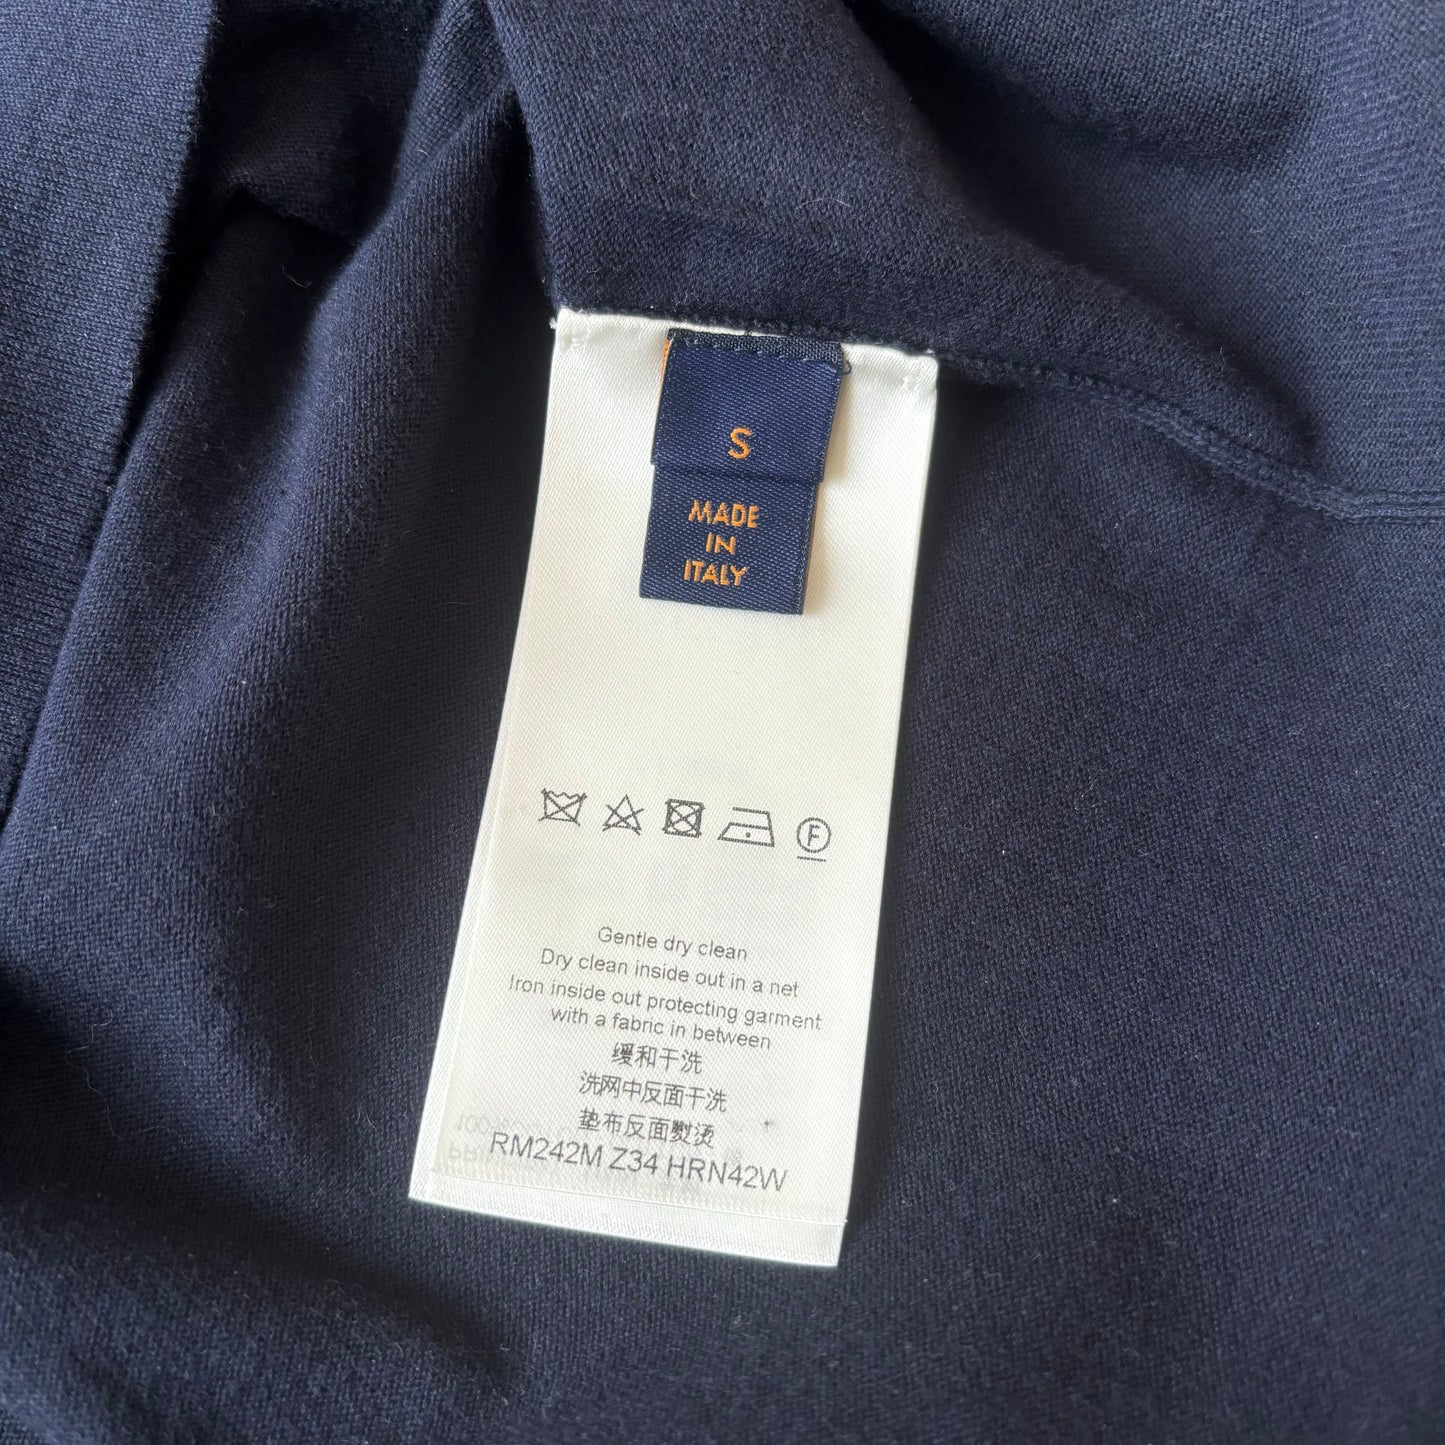 S
MADE
IN
ITALY
F
Gentle dry clean
Dry clean inside out in a net
Iron inside out protecting garment
with a fabric in between
缓和干洗
洗网中反面干洗
垫布反面熨烫
RM242M Z34 HRN42W